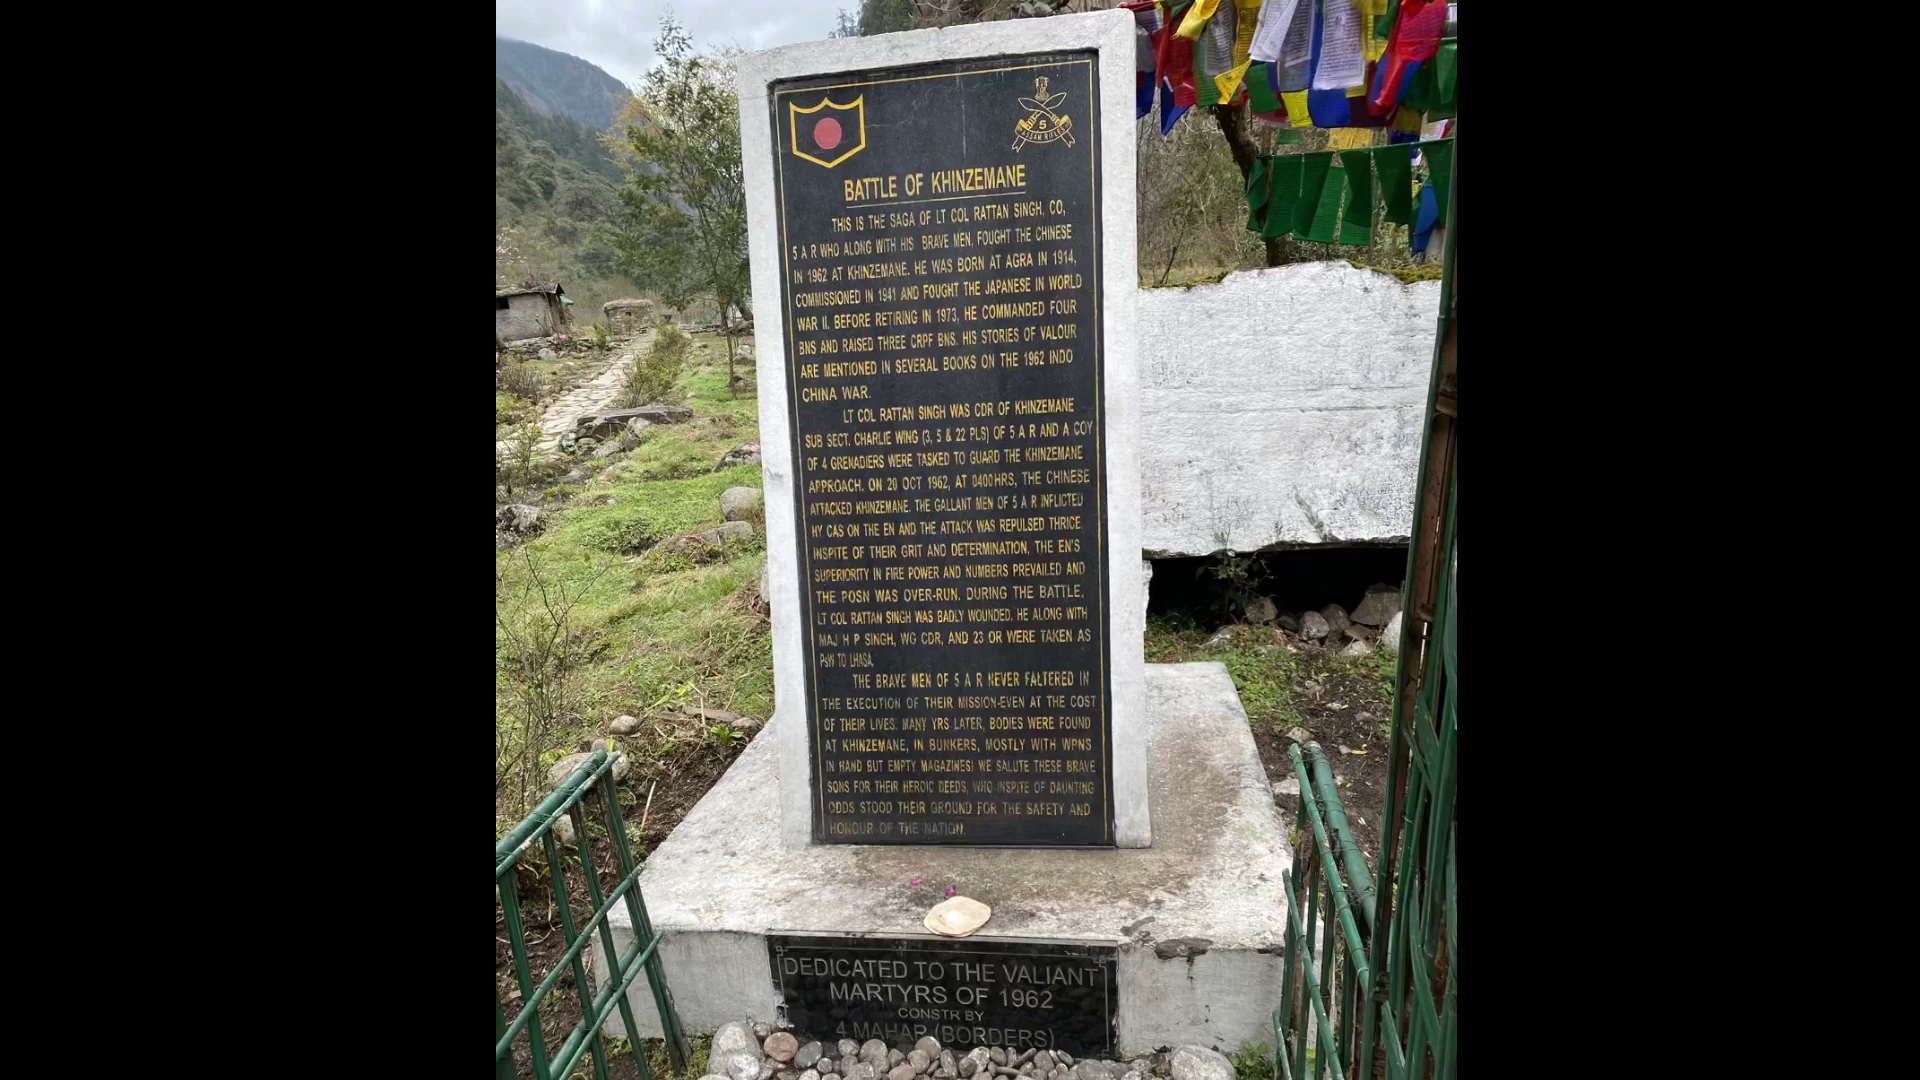 5
ASSAM RIFLES
BATTLE OF KHINZEMANE
THIS IS THE SAGA OF LT COL RATTAN SINGH, CO,
5 A R WHO ALONG WITH HIS BRAVE MEN, FOUGHT THE CHINESE
IN 1962 AT KHINZEMANE. HE WAS BORN AT AGRA IN 1914,
COMMISSIONED IN 1941 AND FOUGHT THE JAPANESE IN WORLD
WAR II. BEFORE RETIRING IN 1973, HE COMMANDED FOUR
BNS AND RAISED THREE CRPF BNS. HIS STORIES OF VALOUR
ARE MENTIONED IN SEVERAL BOOKS ON THE 1962 INDO
CHINA WAR.
LT COL RATTAN SINGH WAS CDR OF KHINZEMANE
SUB SECT. CHARLIE WING (3, 5 & 22 PLS) OF 5 A R AND A COY
OF 4 GRENADIERS WERE TASKED TO GUARD THE KHINZEMANE
APPROACH. ON 20 OCT 1962, AT 0400HRS, THE CHINESE
ATTACKED KHINZEMANE. THE GALLANT MEN OF 5 A R INFLICTED
HY CAS ON THE EN AND THE ATTACK WAS REPULSED THRICE.
INSPITE OF THEIR GRIT AND DETERMINATION, THE EN'S
SUPERIORITY IN FIRE POWER AND NUMBERS PREVAILED AND
THE POSN WAS OVER-RUN. DURING THE BATTLE,
LT COL RATTAN SINGH WAS BADLY WOUNDED. HE ALONG WITH
MAJ H P SINGH, WG CDR, AND 23 OR WERE TAKEN AS
PsW TO LHASA.
THE BRAVE MEN OF 5 A R NEVER FALTERED IN
THE EXECUTION OF THEIR MISSION-EVEN AT THE COST
OF THEIR LIVES. MANY YRS LATER, BODIES WERE FOUND
AT KHINZEMANE, IN BUNKERS, MOSTLY WITH WPNS
IN HAND BUT EMPTY MAGAZINES! WE SALUTE THESE BRAVE
SONS FOR THEIR HEROIC DEEDS, WHO INSPITE OF DAUNTING
ODDS STOOD THEIR GROUND FOR THE SAFETY AND
HONOUR OF THE NATION.
DEDICATED TO THE VALIANT
MARTYRS OF 1962
CONSTR BY
4 MAHAR (BORDERS)